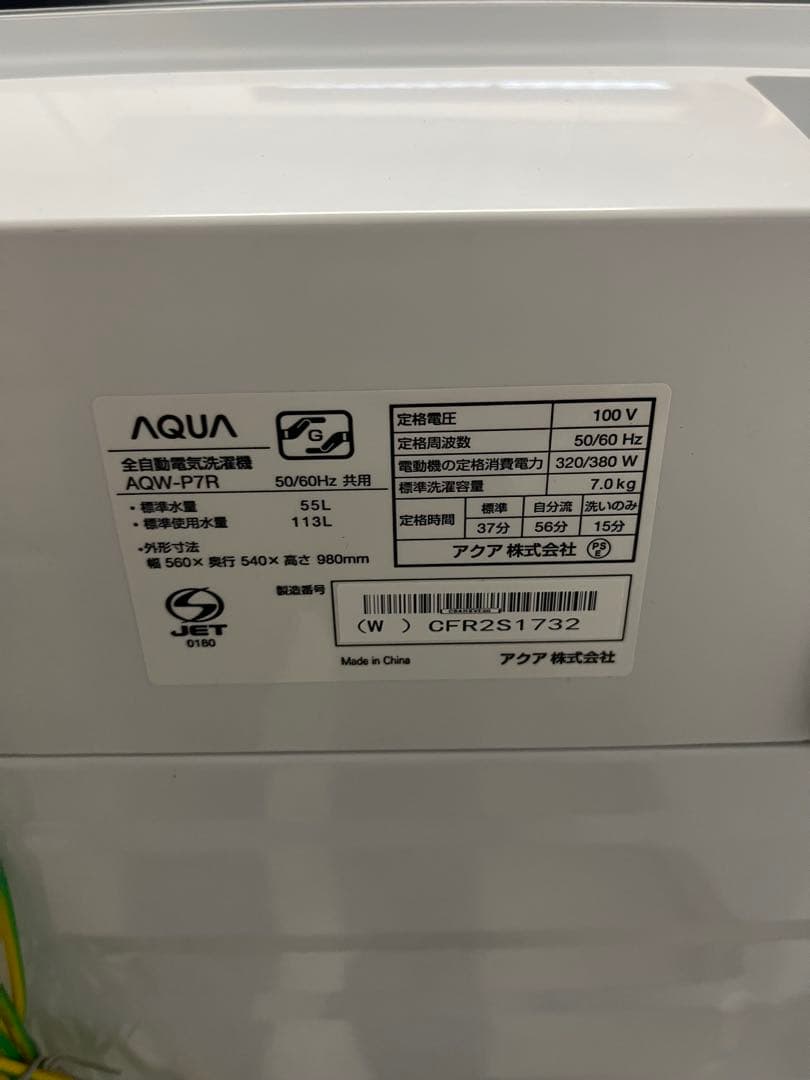 AQUA
G
全自動電気洗濯機
AQW-P7R 50/60Hz 共用
・標準水量 55L
・標準使用水量 113L
・外形寸法
幅 560× 奥行 540× 高さ 980mm
定格電圧 100 V
定格周波数 50/60 Hz
電動機の定格消費電力 320/380 W
標準洗濯容量 7.0 kg
定格時間 標準 自分流 洗いのみ
37分 56分 15分
アクア 株式会社 PSE
S
JET
0160
製造番号
(W ) CFR2S1732
Made in China
アクア 株式会社